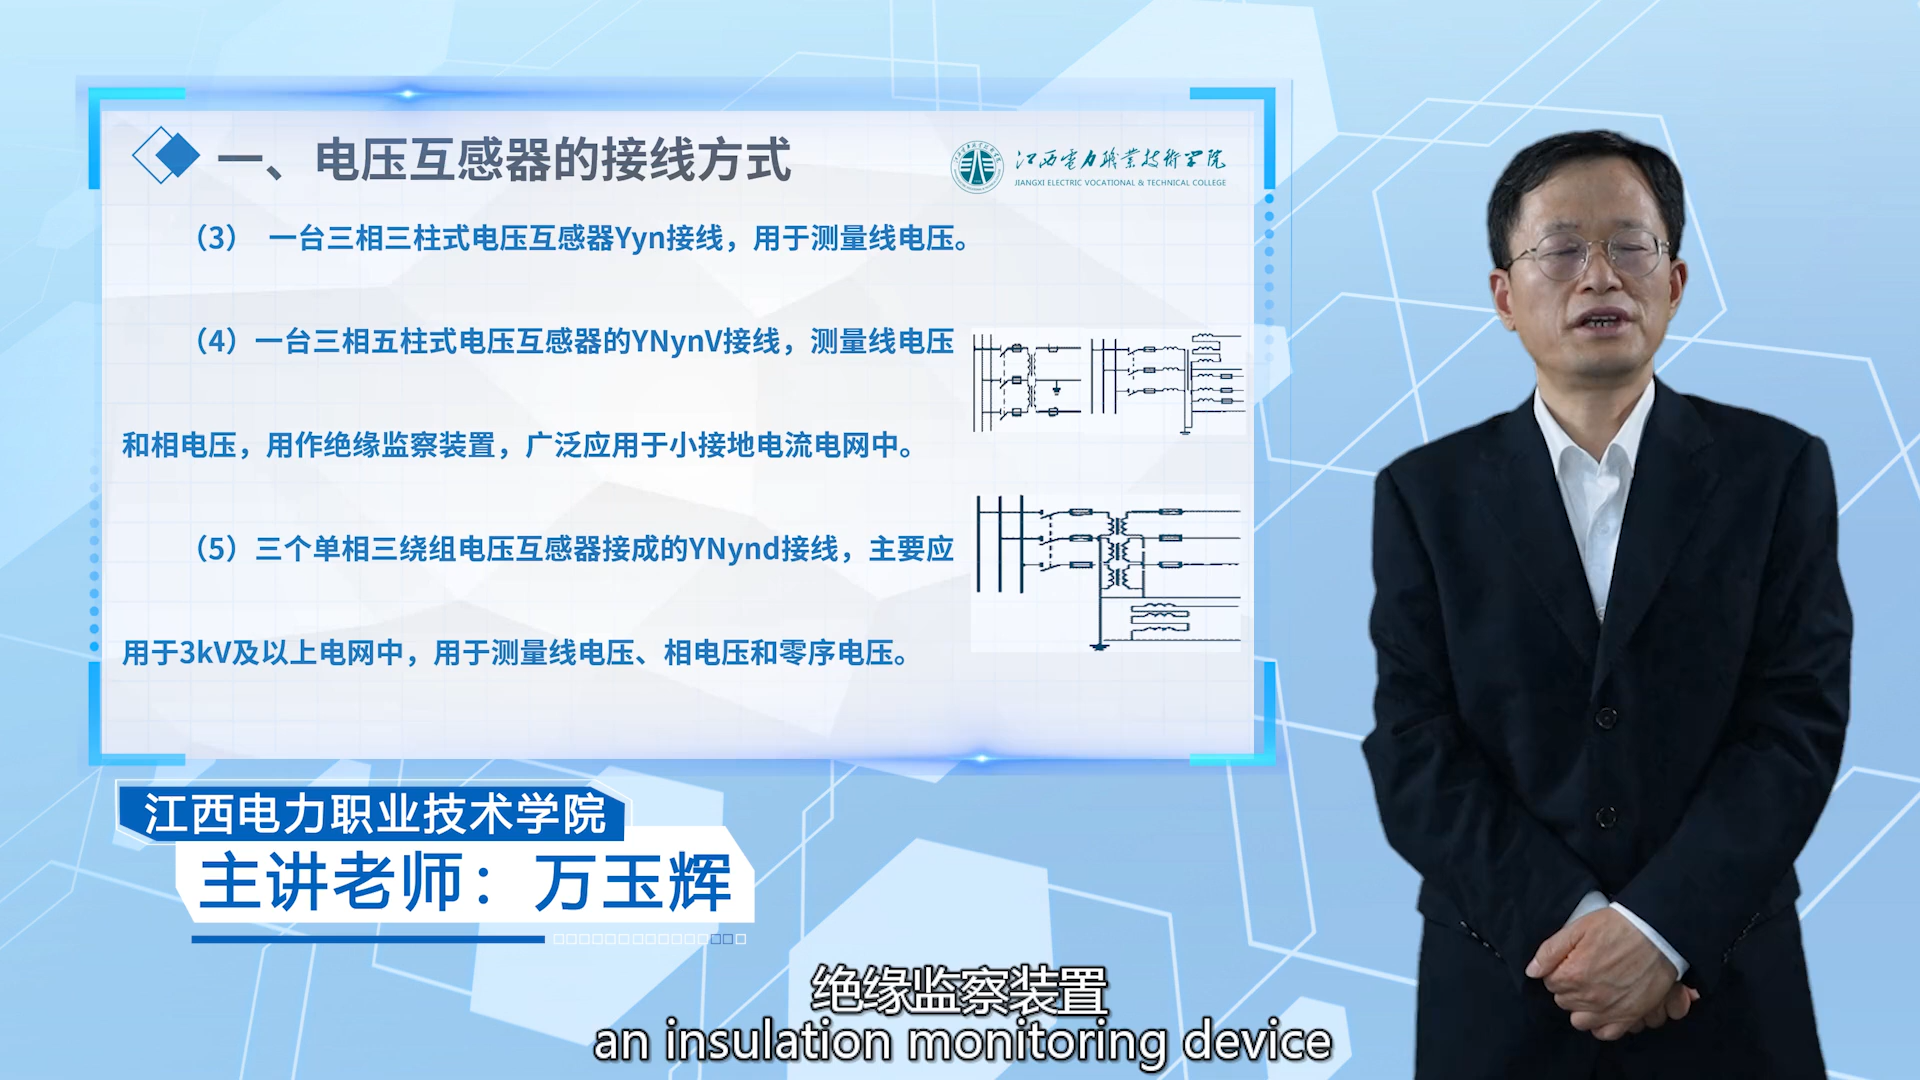 一、电压互感器的接线方式
江西電力職業技術学院
JIANGXI ELECTRIC VOCATIONAL & TECHNICAL COLLEGE
（3） 一台三相三柱式电压互感器Yyn接线，用于测量线电压。
（4）一台三相五柱式电压互感器的YNynV接线，测量线电压
和相电压，用作绝缘监察装置，广泛应用于小接地电流电网中。
（5）三个单相三绕组电压互感器接成的YNynd接线，主要应
用于3kV及以上电网中，用于测量线电压、相电压和零序电压。
江西电力职业技术学院
主讲老师：万玉辉
绝缘监察装置
an insulation monitoring device